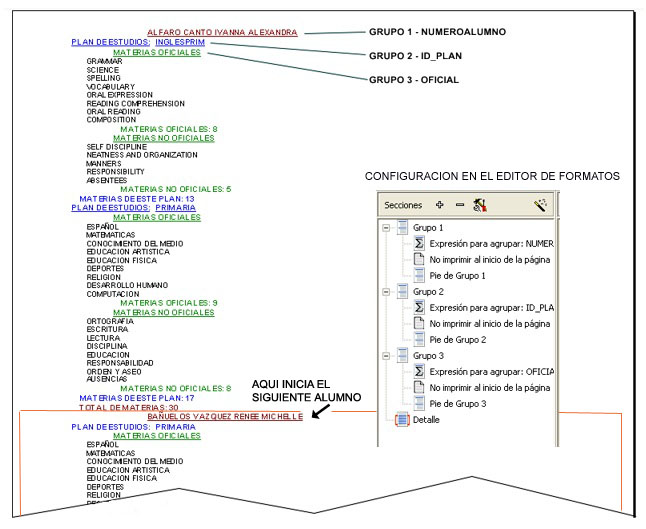 ALFARO CANTO IVANNA ALEXANDRA
GRUPO 1 - NUMEROALUMNO
PLAN DE ESTUDIOS: INGLESPRIM
GRUPO 2 - ID_PLAN
MATERIAS OFICIALES
GRUPO 3 - OFICIAL
GRAMMAR
SCIENCE
SPELLING
VOCABULARY
ORAL EXPRESSION
READING COMPREHENSION
ORAL READING
COMPOSITION
MATERIAS OFICIALES: 8
MATERIAS NO OFICIALES
SELF DISCIPLINE
NEATNESS AND ORGANIZATION
MANNERS
RESPONSIBILITY
ABSENTEES
MATERIAS NO OFICIALES: 5
MATERIAS DE ESTE PLAN: 13
PLAN DE ESTUDIOS: PRIMARIA
MATERIAS OFICIALES
ESPAÑOL
MATEMATICAS
CONOCIMIENTO DEL MEDIO
EDUCACION ARTISTICA
EDUCACION FISICA
DEPORTES
RELIGION
DESARROLLO HUMANO
COMPUTACION
MATERIAS OFICIALES: 9
MATERIAS NO OFICIALES
ORTOGRAFIA
ESCRITURA
LECTURA
DISCIPLINA
EDUCACION
RESPONSABILIDAD
ORDEN Y ASEO
AUSENCIAS
MATERIAS NO OFICIALES: 8
MATERIAS DE ESTE PLAN: 17
TOTAL DE MATERIAS: 30
BAÑUELOS VAZQUEZ RENEE MICHELLE
PLAN DE ESTUDIOS: PRIMARIA
MATERIAS OFICIALES
ESPAÑOL
MATEMATICAS
CONOCIMIENTO DEL MEDIO
EDUCACION ARTISTICA
EDUCACION FISICA
DEPORTES
RELIGION
AQUI INICIA EL
SIGUIENTE ALUMNO
CONFIGURACION EN EL EDITOR DE FORMATOS
Secciones
Grupo 1
Expresión para agrupar: NUMER
No imprimir al inicio de la página
Pie de Grupo 1
Grupo 2
Expresión para agrupar: ID_PLA
No imprimir al inicio de la página
Pie de Grupo 2
Grupo 3
Expresión para agrupar: OFICIA
No imprimir al inicio de la página
Pie de Grupo 3
Detalle